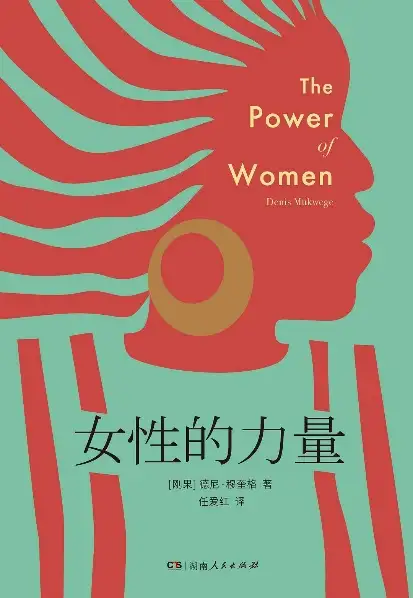 The
Power
of
Women
Denis Mukwege
女性的力量
[刚果] 德尼·穆奎格 著
任爱红 译
CS 湖南人民出版社